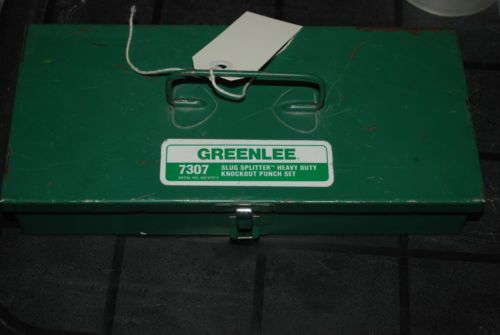 GREENLEE
7307 SLUG SPLITTER™ HEAVY DUTY
KNOCKOUT PUNCH SET